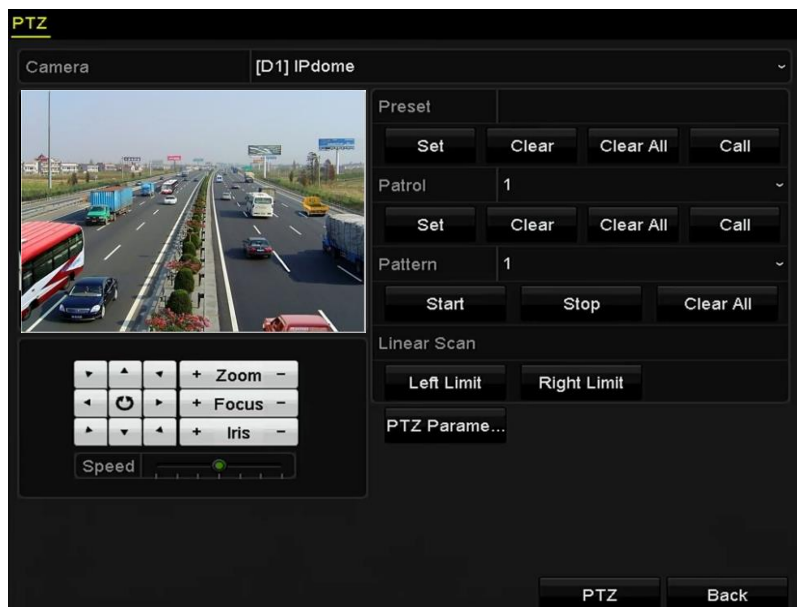 PTZ
Camera [D1] IPdome
Preset
Set Clear Clear All Call
Patrol 1
Set Clear Clear All Call
Pattern 1
Start Stop Clear All
Linear Scan
Left Limit Right Limit
PTZ Parame...
+ Zoom -
+ Focus -
+ Iris -
Speed
PTZ Back